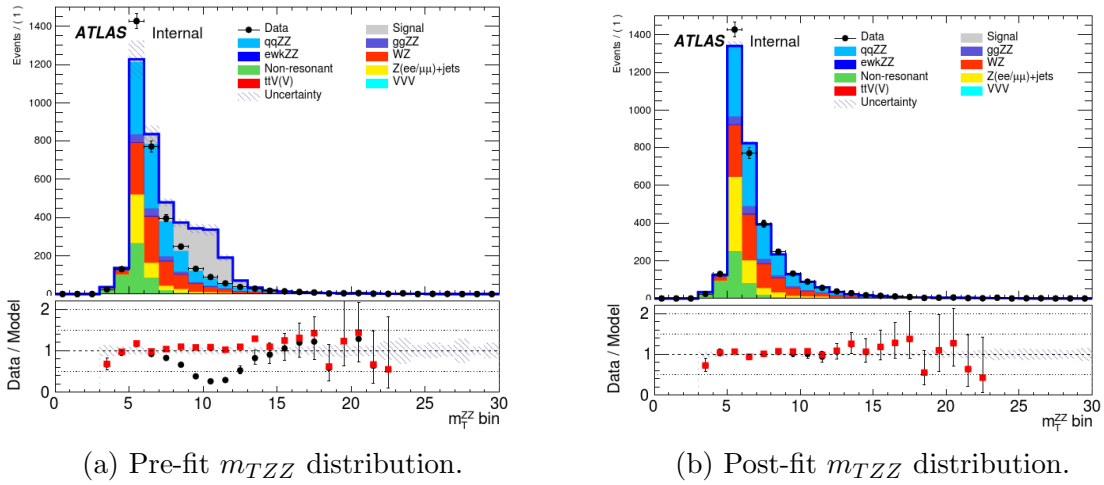 Events / ( 1 )
1400
1200
1000
800
600
400
200
0
ATLAS Internal
Data
qqZZ
ewkZZ
Non-resonant
ttV(V)
Uncertainty
Signal
ggZZ
WZ
Z(ee/μμ)+jets
VVV
Data / Model
2
1
0
0 5 10 15 20 25 30
m_T^ZZ bin
(a) Pre-fit m_TZZ distribution.
Events / ( 1 )
1400
1200
1000
800
600
400
200
0
ATLAS Internal
Data
qqZZ
ewkZZ
Non-resonant
ttV(V)
Uncertainty
Signal
ggZZ
WZ
Z(ee/μμ)+jets
VVV
Data / Model
2
1
0
0 5 10 15 20 25 30
m_T^ZZ bin
(b) Post-fit m_TZZ distribution.